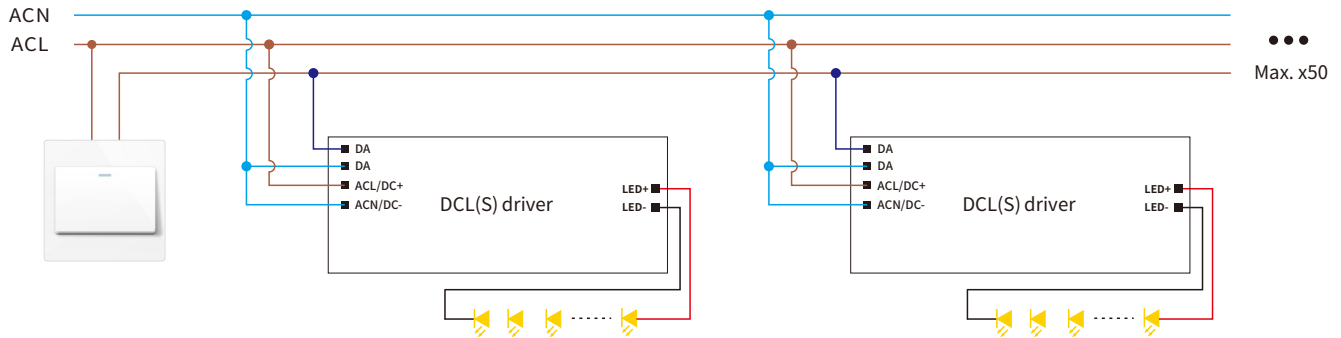 ACN
ACL
Max. x50
DA
DA
ACL/DC+
ACN/DC-
DCL(S) driver
LED+
LED-
DA
DA
ACL/DC+
ACN/DC-
DCL(S) driver
LED+
LED-